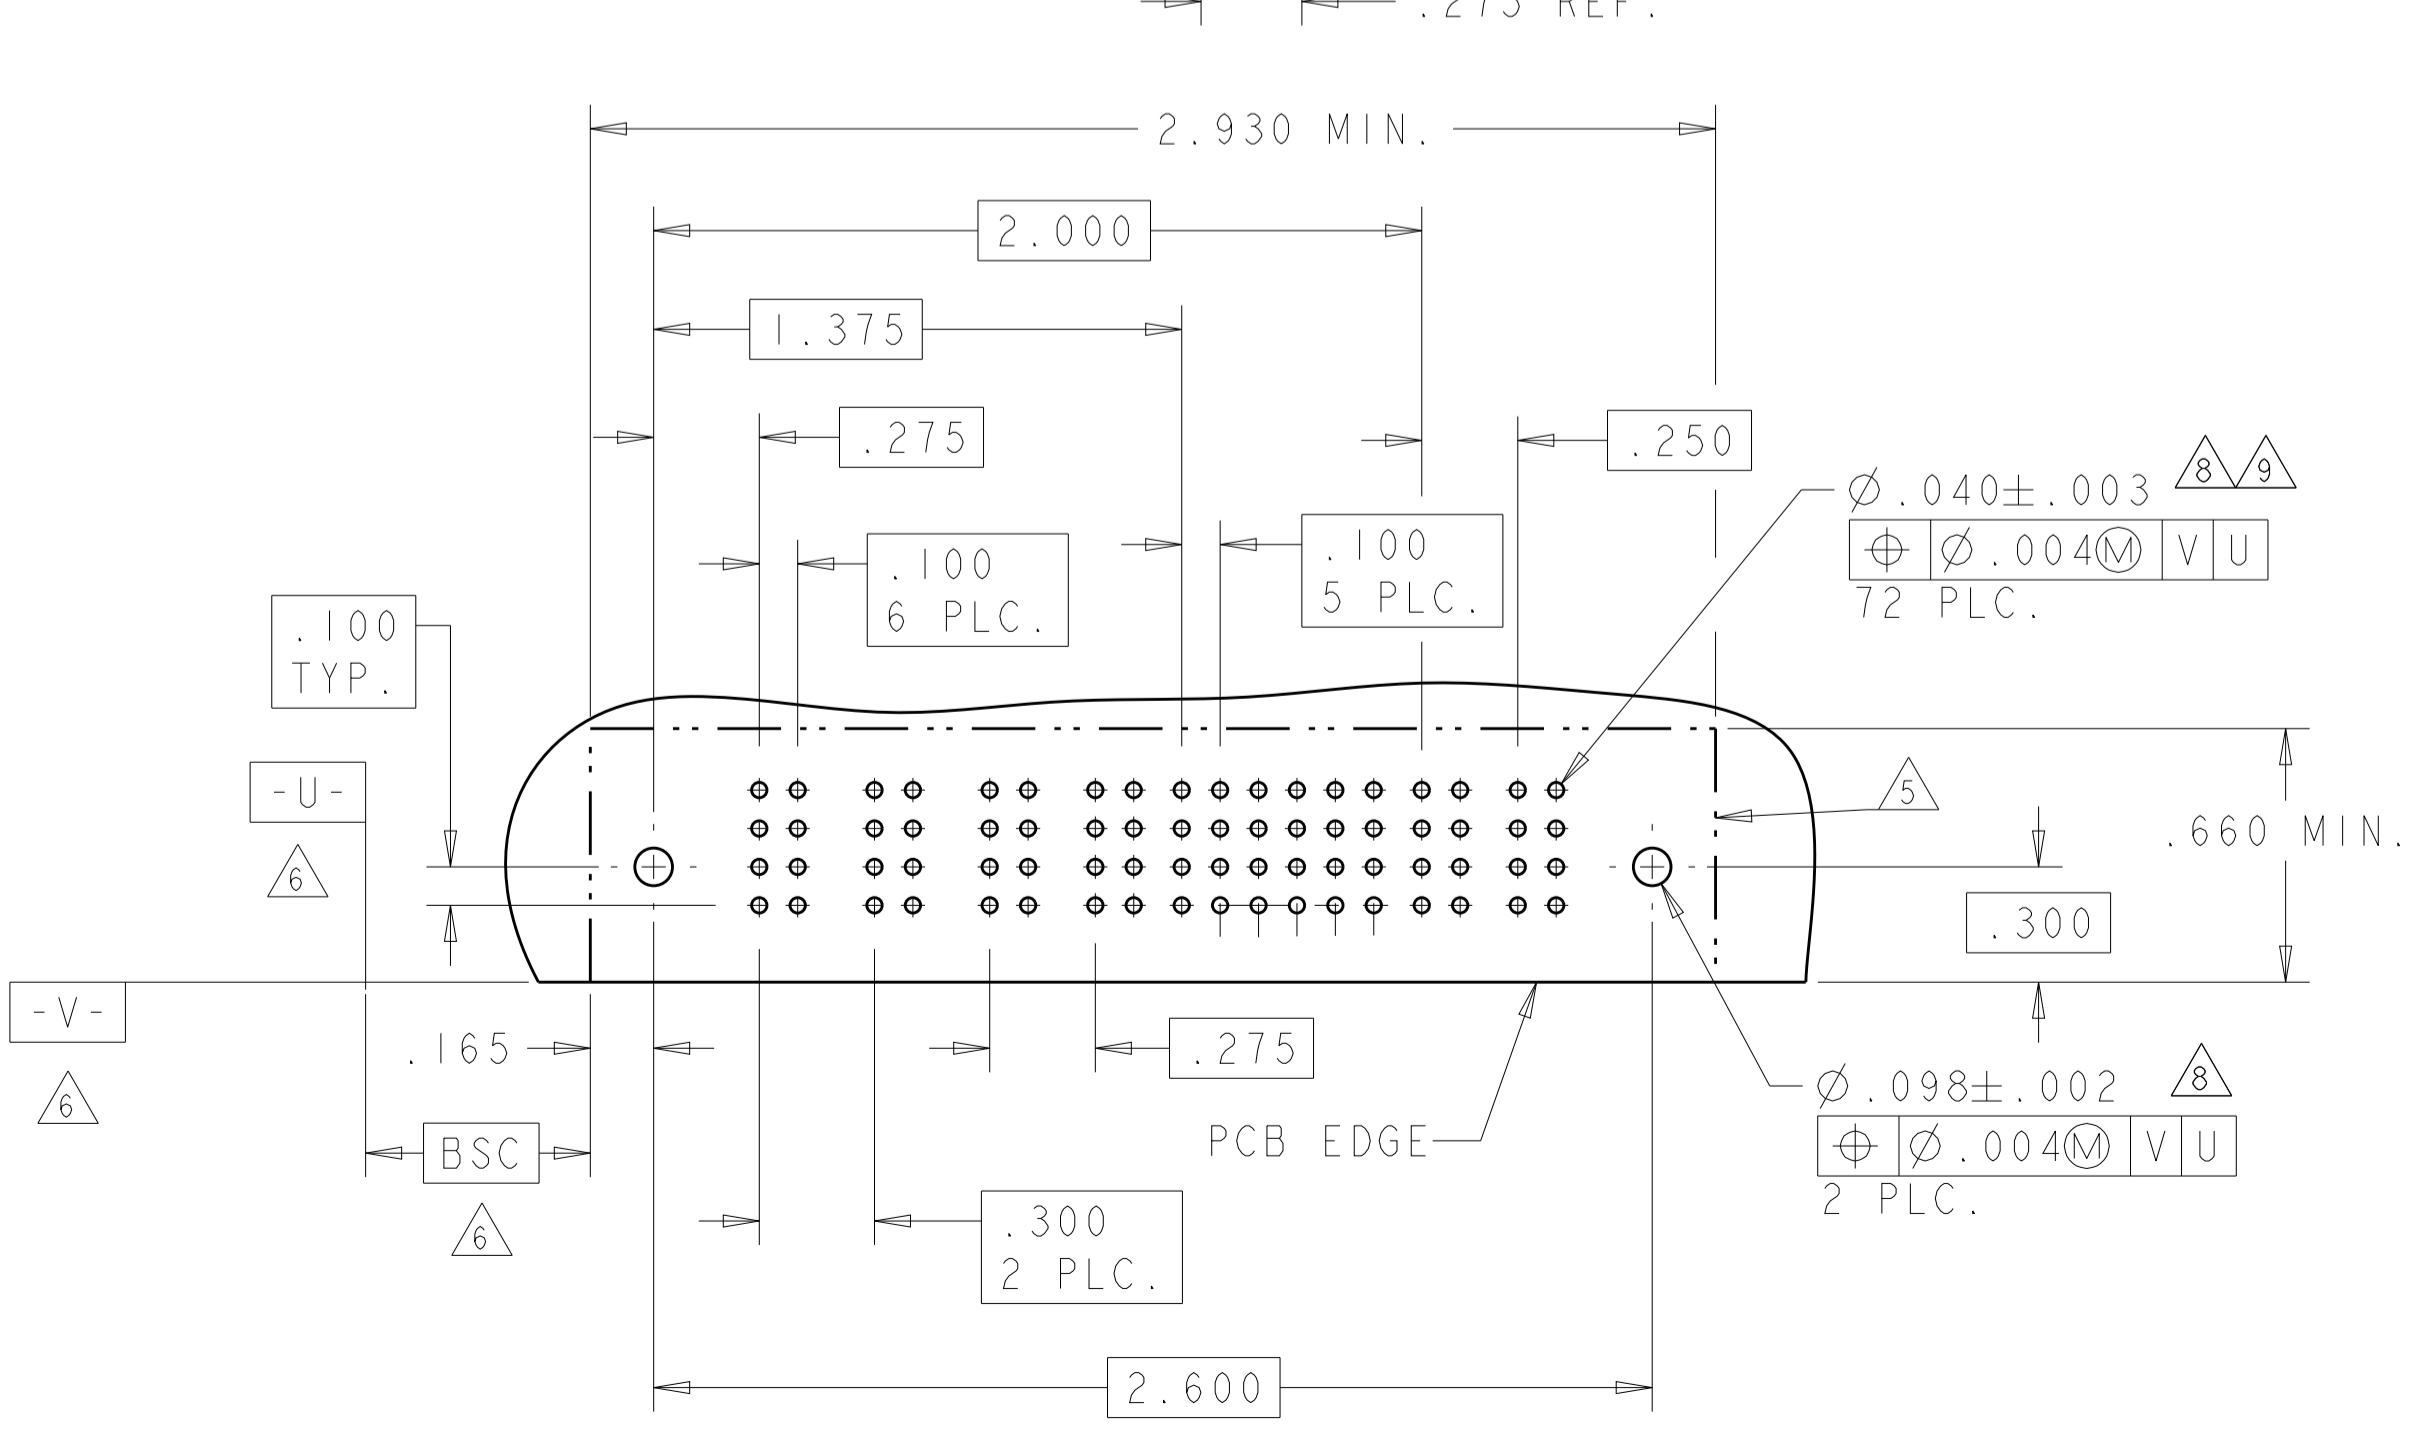 .275 REF.
2.930 MIN.
2.000
1.375
.275
.250
Ø.040±.003
8 9
⌖ Ø.004Ⓜ V U
72 PLC.
.100
6 PLC.
.100
5 PLC.
.100
TYP.
-U-
6
5
.660 MIN.
.300
-V-
6
.165
.275
BSC
6
PCB EDGE
Ø.098±.002
8
⌖ Ø.004Ⓜ V U
2 PLC.
.300
2 PLC.
2.600